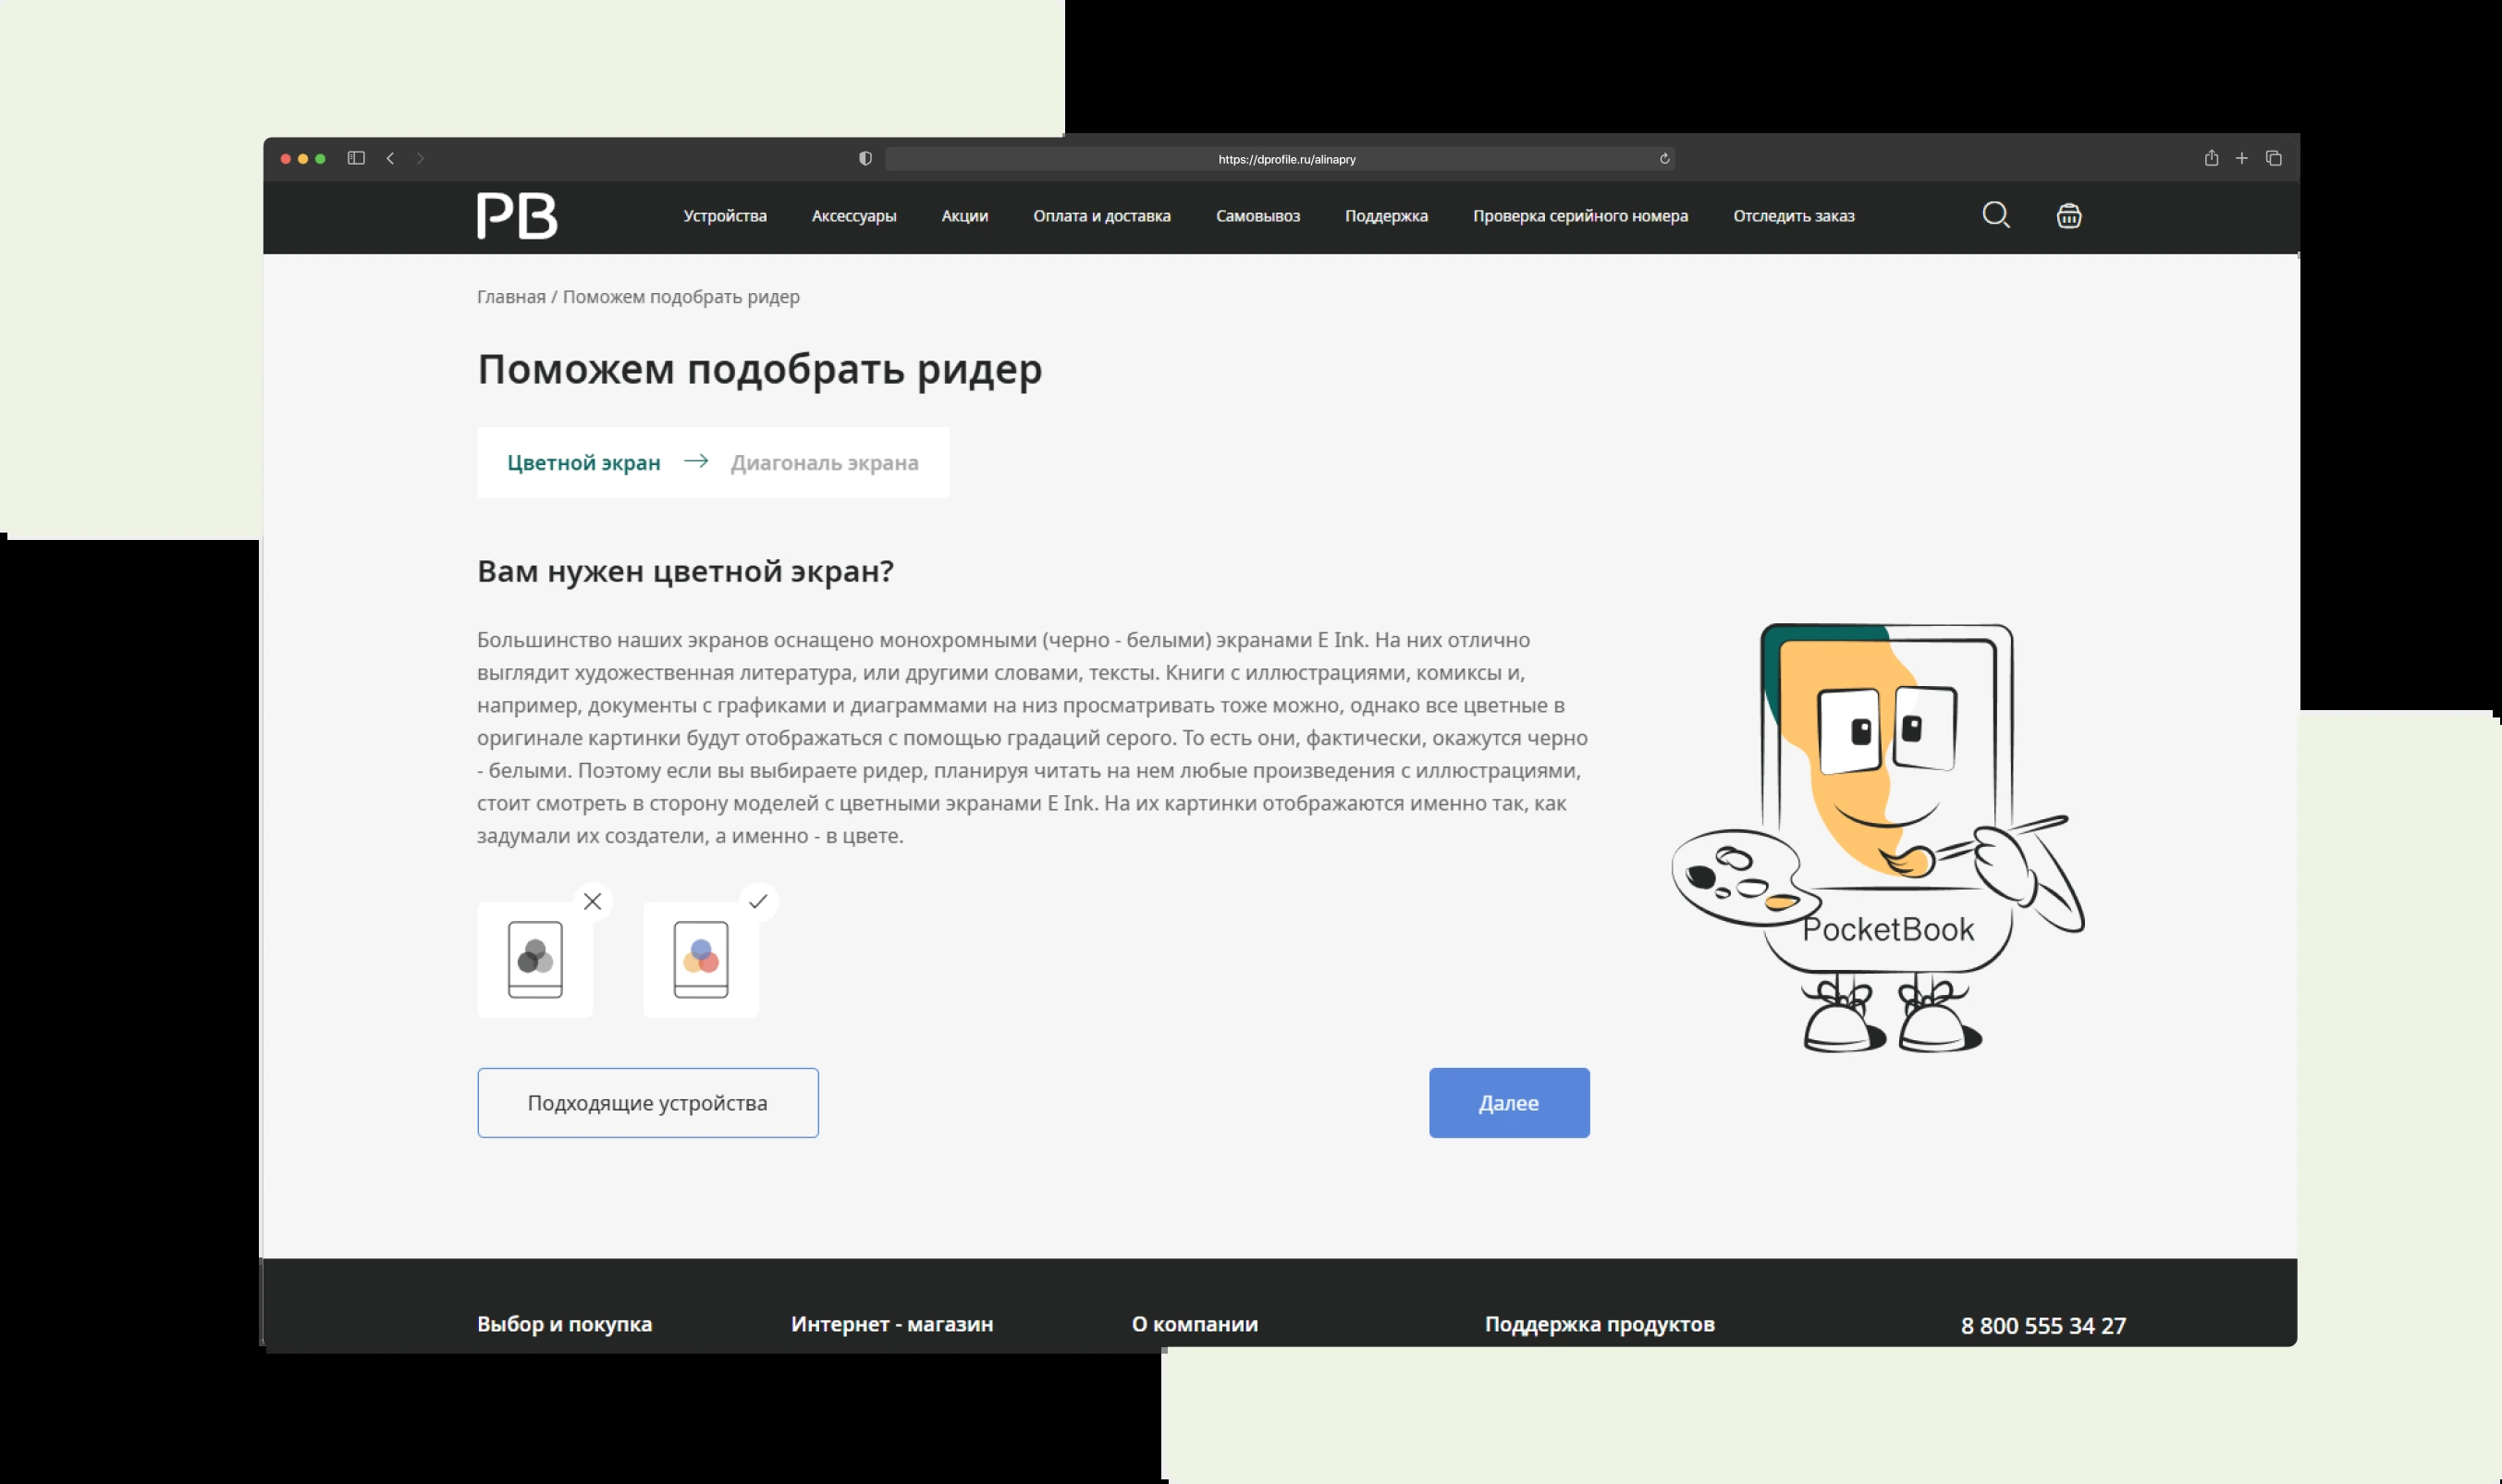 https://dprofile.ru/alinapry
PB
Устройства Аксессуары Акции Оплата и доставка Самовывоз Поддержка Проверка серийного номера Отследить заказ
Главная / Поможем подобрать ридер
Поможем подобрать ридер
Цветной экран → Диагональ экрана
Вам нужен цветной экран?
Большинство наших экранов оснащено монохромными (черно - белыми) экранами E Ink. На них отлично
выглядит художественная литература, или другими словами, тексты. Книги с иллюстрациями, комиксы и,
например, документы с графиками и диаграммами на низ просматривать тоже можно, однако все цветные в
оригинале картинки будут отображаться с помощью градаций серого. То есть они, фактически, окажутся черно
- белыми. Поэтому если вы выбираете ридер, планируя читать на нем любые произведения с иллюстрациями,
стоит смотреть в сторону моделей с цветными экранами E Ink. На их картинки отображаются именно так, как
задумали их создатели, а именно - в цвете.
PocketBook
Подходящие устройства
Далее
Выбор и покупка Интернет - магазин О компании Поддержка продуктов 8 800 555 34 27